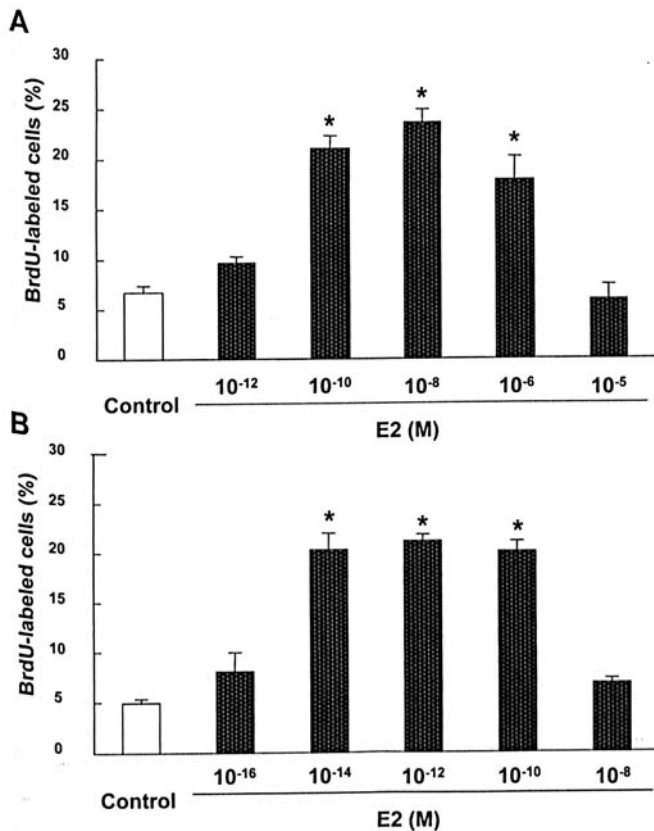 A
BrdU-labeled cells (%)
30
25
20
15
10
5
0
*
*
*
10⁻¹² 10⁻¹⁰ 10⁻⁸ 10⁻⁶ 10⁻⁵
Control
E2 (M)
B
BrdU-labeled cells (%)
30
25
20
15
10
5
0
* * *
10⁻¹⁶ 10⁻¹⁴ 10⁻¹² 10⁻¹⁰ 10⁻⁸
Control
E2 (M)